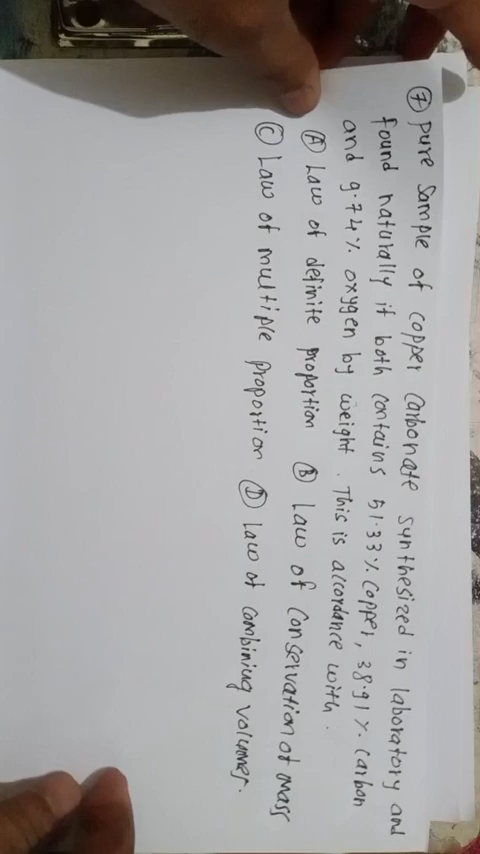 ⑦ pure sample of copper carbonate synthesized in laboratory and
found naturally if both contains 51.33% copper, 38.91% carbon
and 9.74% oxygen by weight. This is accordance with.
Ⓐ Law of definite proportion Ⓑ Law of conservation of mass
Ⓒ Law of multiple proportion Ⓓ Law of combining volumes.